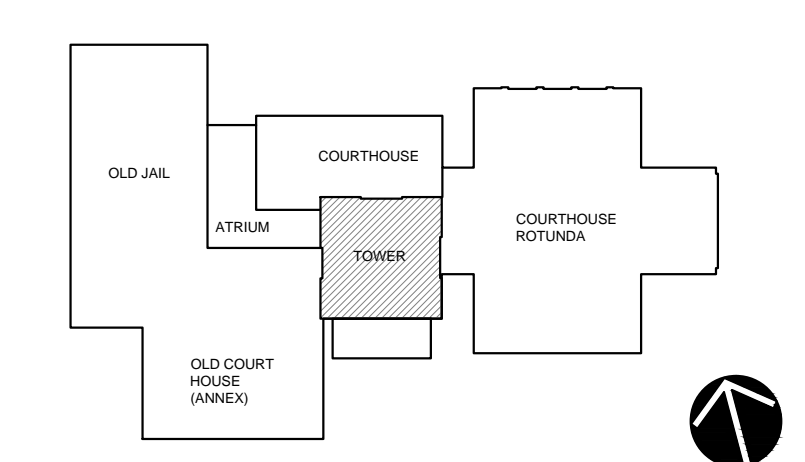 COURTHOUSE
OLD JAIL
ATRIUM
COURTHOUSE
ROTUNDA
TOWER
OLD COURT
HOUSE
(ANNEX)